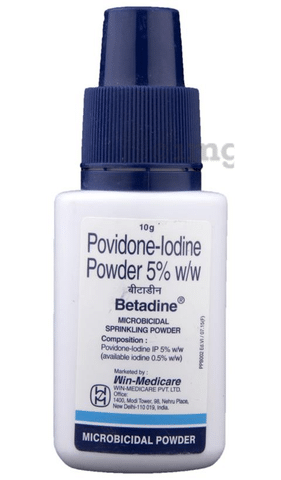 10g
Povidone-Iodine
Powder 5% w/w
बीटाडीन
Betadine®
MICROBICIDAL
SPRINKLING POWDER
Composition :
Povidone-Iodine IP 5% w/w
(available iodine 0.5% w/w)
Marketed by :
Win-Medicare
WIN-MEDICARE PVT. LTD.
Office:
1400, Modi Tower, 98, Nehru Place,
New Delhi-110 019, India.
MICROBICIDAL POWDER